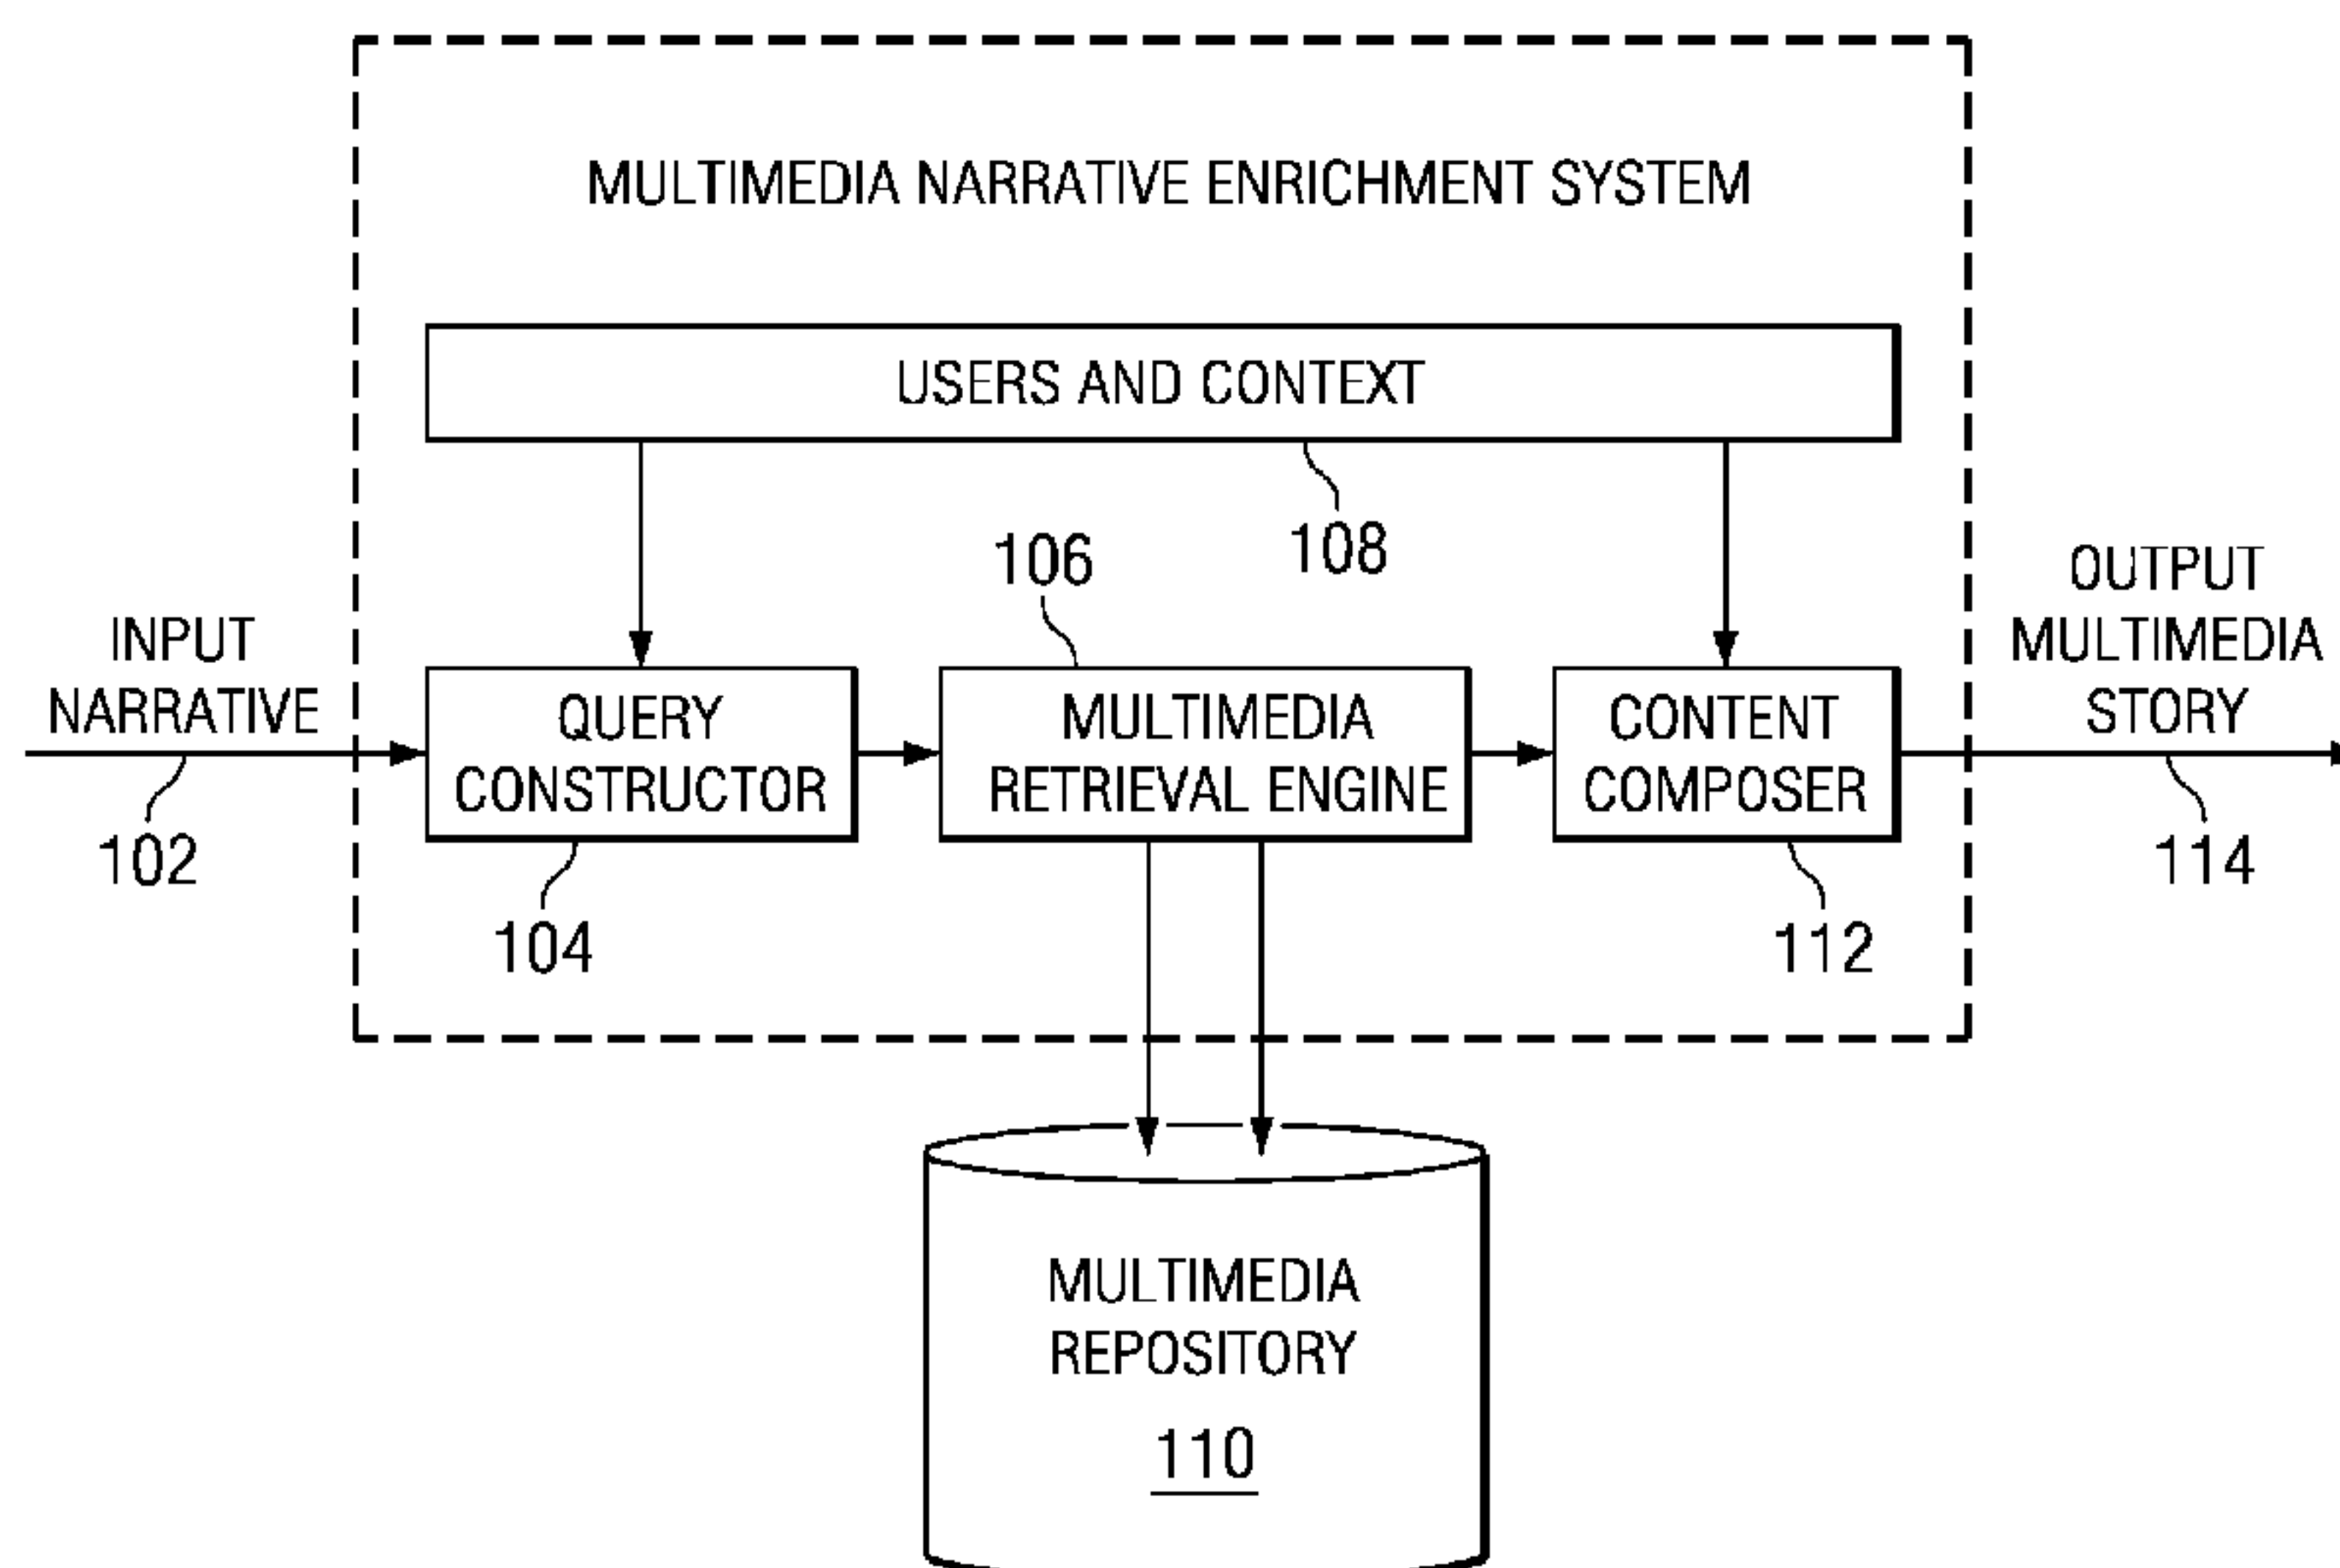 MULTIMEDIA NARRATIVE ENRICHMENT SYSTEM
USERS AND CONTEXT
108
106
INPUT
NARRATIVE
102
QUERY
CONSTRUCTOR
104
MULTIMEDIA
RETRIEVAL ENGINE
CONTENT
COMPOSER
112
OUTPUT
MULTIMEDIA
STORY
114
MULTIMEDIA
REPOSITORY
110